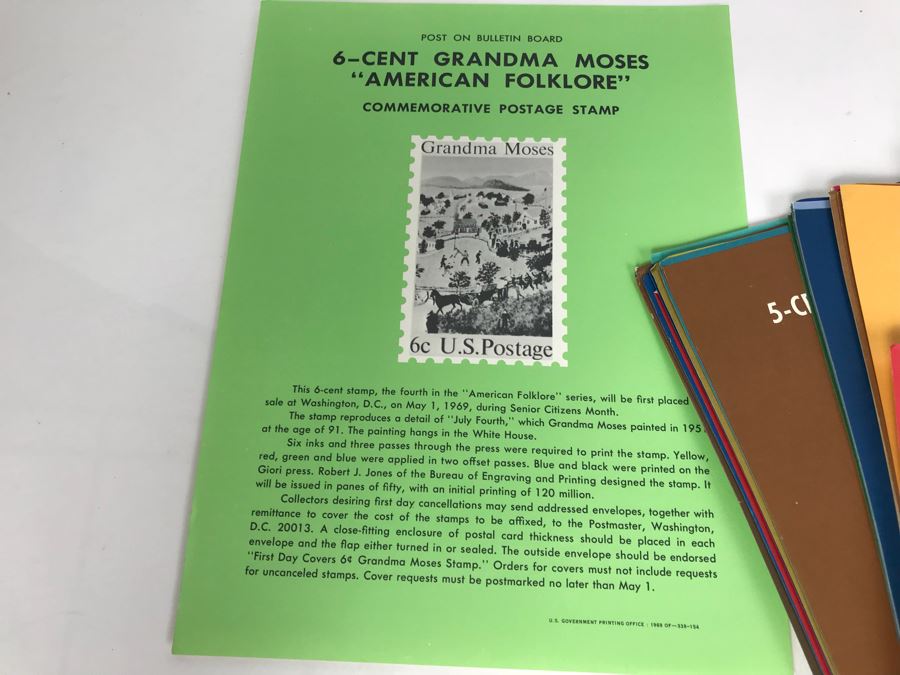 POST ON BULLETIN BOARD
6-CENT GRANDMA MOSES
"AMERICAN FOLKLORE"
COMMEMORATIVE POSTAGE STAMP
Grandma Moses
6c U.S.Postage
This 6-cent stamp, the fourth in the "American Folklore" series, will be first placed
sale at Washington, D.C., on May 1, 1969, during Senior Citizens Month.
The stamp reproduces a detail of "July Fourth," which Grandma Moses painted in 195
at the age of 91. The painting hangs in the White House.
Six inks and three passes through the press were required to print the stamp. Yellow,
red, green and blue were applied in two offset passes. Blue and black were printed on the
Giori press. Robert J. Jones of the Bureau of Engraving and Printing designed the stamp. It
will be issued in panes of fifty, with an initial printing of 120 million.
Collectors desiring first day cancellations may send addressed envelopes, together with
remittance to cover the cost of the stamps to be affixed, to the Postmaster, Washington,
D.C. 20013. A close-fitting enclosure of postal card thickness should be placed in each
envelope and the flap either turned in or sealed. The outside envelope should be endorsed
"First Day Covers 6¢ Grandma Moses Stamp." Orders for covers must not include requests
for uncanceled stamps. Cover requests must be postmarked no later than May 1.
U.S. GOVERNMENT PRINTING OFFICE : 1969 OF—338-154
5-C